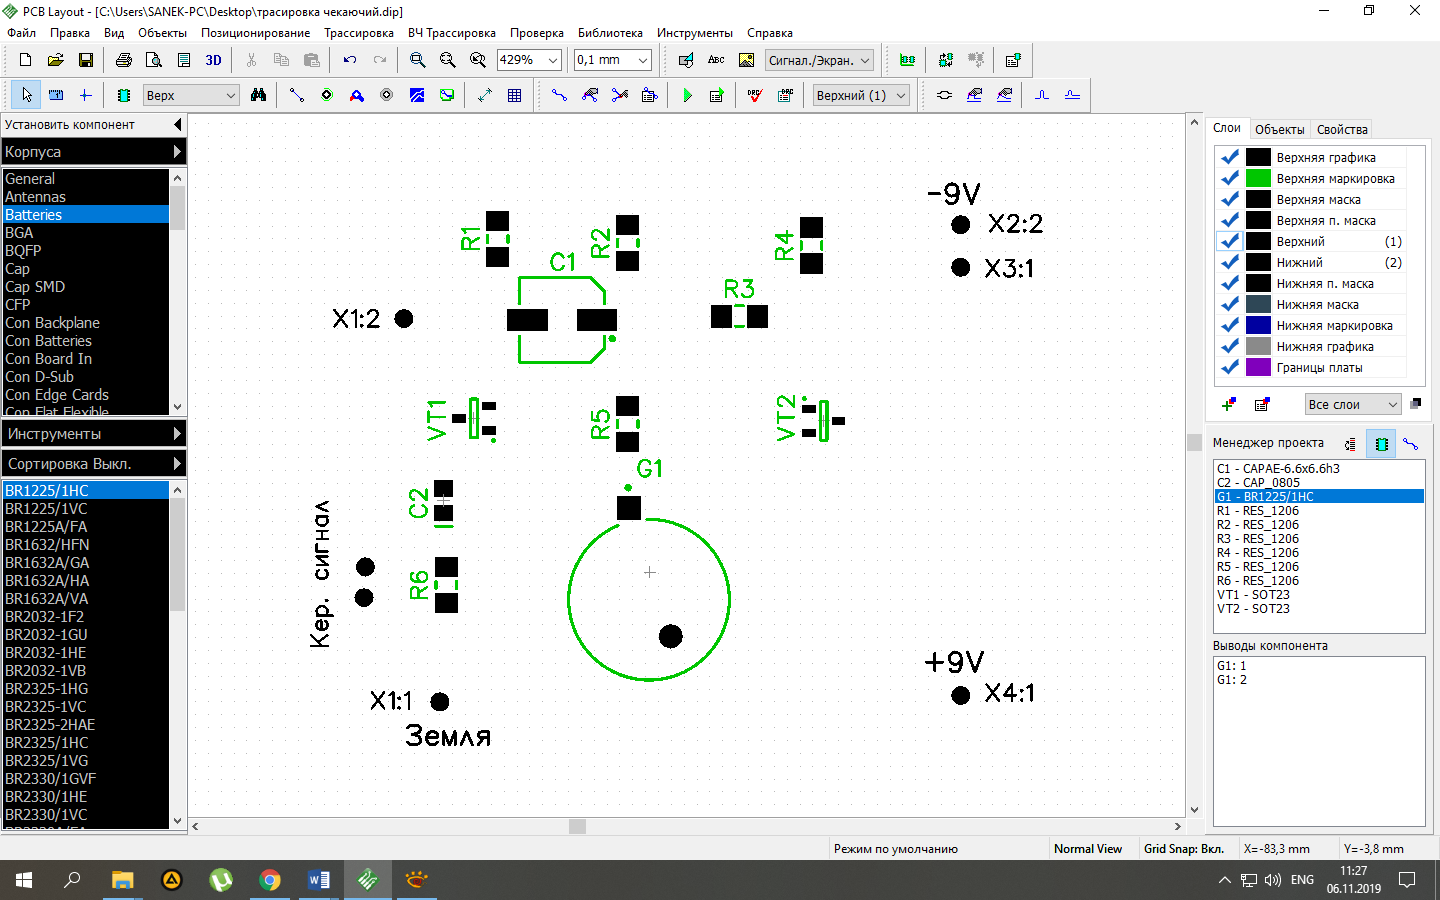 PCB Layout - [C:\Users\SANEK-PC\Desktop\трасировка чекаючий.dip]
Файл Правка Вид Объекты Позиционирование Трассировка ВЧ Трассировка Проверка Библиотека Инструменты Справка
3D 429% 0,1 mm Abc Сигнал./Экран.
Верх DRC DRC Верхний (1)
Установить компонент
Корпуса
General
Antennas
Batteries
BGA
BQFP
Cap
Cap SMD
CFP
Con Backplane
Con Batteries
Con Board In
Con D-Sub
Con Edge Cards
Con Flat Flexible
Инструменты
Сортировка Выкл.
BR1225/1HC
BR1225/1VC
BR1225A/FA
BR1632/HFN
BR1632A/GA
BR1632A/HA
BR1632A/VA
BR2032-1F2
BR2032-1GU
BR2032-1HE
BR2032-1VB
BR2325-1HG
BR2325-1VC
BR2325-2HAE
BR2325/1HC
BR2325/1VG
BR2330/1GVF
BR2330/1HE
BR2330/1VC
BR2330A/FA
-9V
X2:2
X3:1
R1
R2
R4
C1
R3
X1:2
VT1
R5
VT2
G1
C2
Кер. сигнал
R6
+9V
X4:1
X1:1
Земля
Слои Объекты Свойства
Верхняя графика
Верхняя маркировка
Верхняя маска
Верхняя п. маска
Верхний (1)
Нижний (2)
Нижняя п. маска
Нижняя маска
Нижняя маркировка
Нижняя графика
Границы платы
Все слои
Менеджер проекта
C1 - CAPAE-6.6x6.6h3
C2 - CAP_0805
G1 - BR1225/1HC
R1 - RES_1206
R2 - RES_1206
R3 - RES_1206
R4 - RES_1206
R5 - RES_1206
R6 - RES_1206
VT1 - SOT23
VT2 - SOT23
Выводы компонента
G1: 1
G1: 2
Режим по умолчанию Normal View Grid Snap: Вкл. X=-83,3 mm Y=-3,8 mm
ENG 11:27
06.11.2019